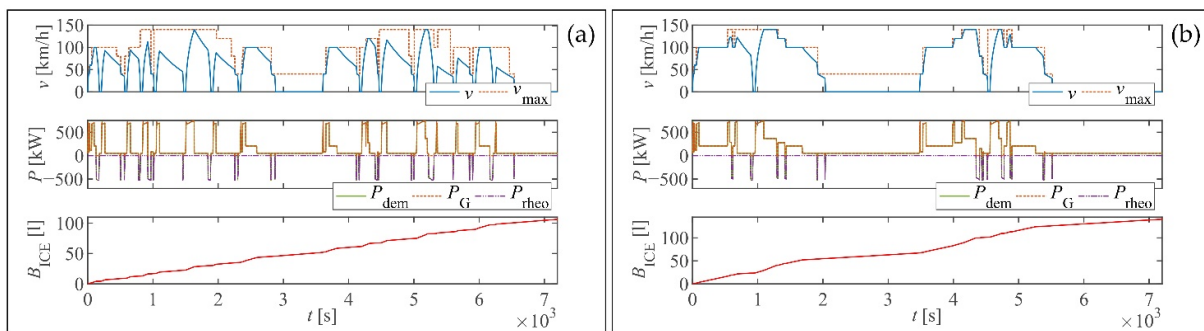 (a)
150
100
50
0
v [km/h]
v v_max
500
0
−500
P [kW]
P_dem P_G P_rheo
100
50
0
B_ICE [l]
0 1 2 3 4 5 6
t [s]
×10^3
(b)
150
100
50
0
v [km/h]
v v_max
500
0
−500
P [kW]
P_dem P_G P_rheo
100
50
0
B_ICE [l]
0 1 2 3 4 5 6
t [s]
×10^3